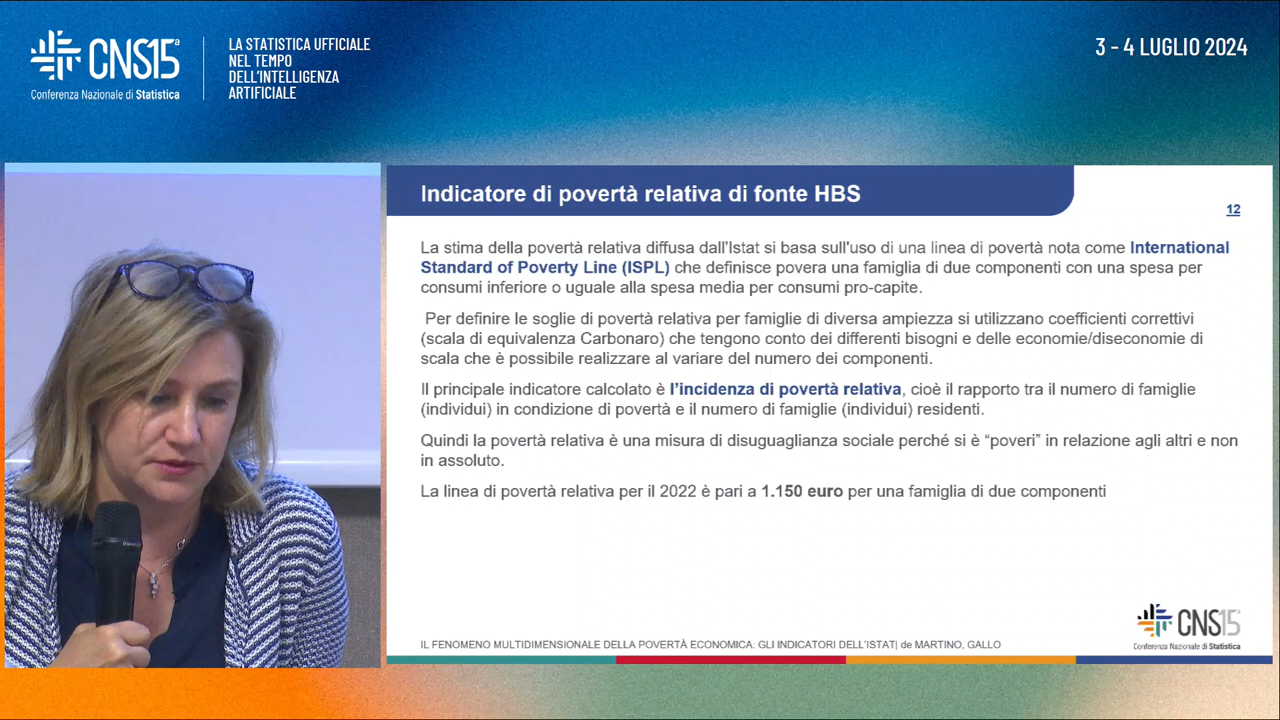 CNS15ª
Conferenza Nazionale di Statistica
LA STATISTICA UFFICIALE
NEL TEMPO
DELL'INTELLIGENZA
ARTIFICIALE
3 - 4 LUGLIO 2024
Indicatore di povertà relativa di fonte HBS
12
La stima della povertà relativa diffusa dall'Istat si basa sull'uso di una linea di povertà nota come International
Standard of Poverty Line (ISPL) che definisce povera una famiglia di due componenti con una spesa per
consumi inferiore o uguale alla spesa media per consumi pro-capite.
Per definire le soglie di povertà relativa per famiglie di diversa ampiezza si utilizzano coefficienti correttivi
(scala di equivalenza Carbonaro) che tengono conto dei differenti bisogni e delle economie/diseconomie di
scala che è possibile realizzare al variare del numero dei componenti.
Il principale indicatore calcolato è l'incidenza di povertà relativa, cioè il rapporto tra il numero di famiglie
(individui) in condizione di povertà e il numero di famiglie (individui) residenti.
Quindi la povertà relativa è una misura di disuguaglianza sociale perché si è “poveri” in relazione agli altri e non
in assoluto.
La linea di povertà relativa per il 2022 è pari a 1.150 euro per una famiglia di due componenti
IL FENOMENO MULTIDIMENSIONALE DELLA POVERTÀ ECONOMICA: GLI INDICATORI DELL'ISTAT| de MARTINO, GALLO
CNS15ª
Conferenza Nazionale di Statistica